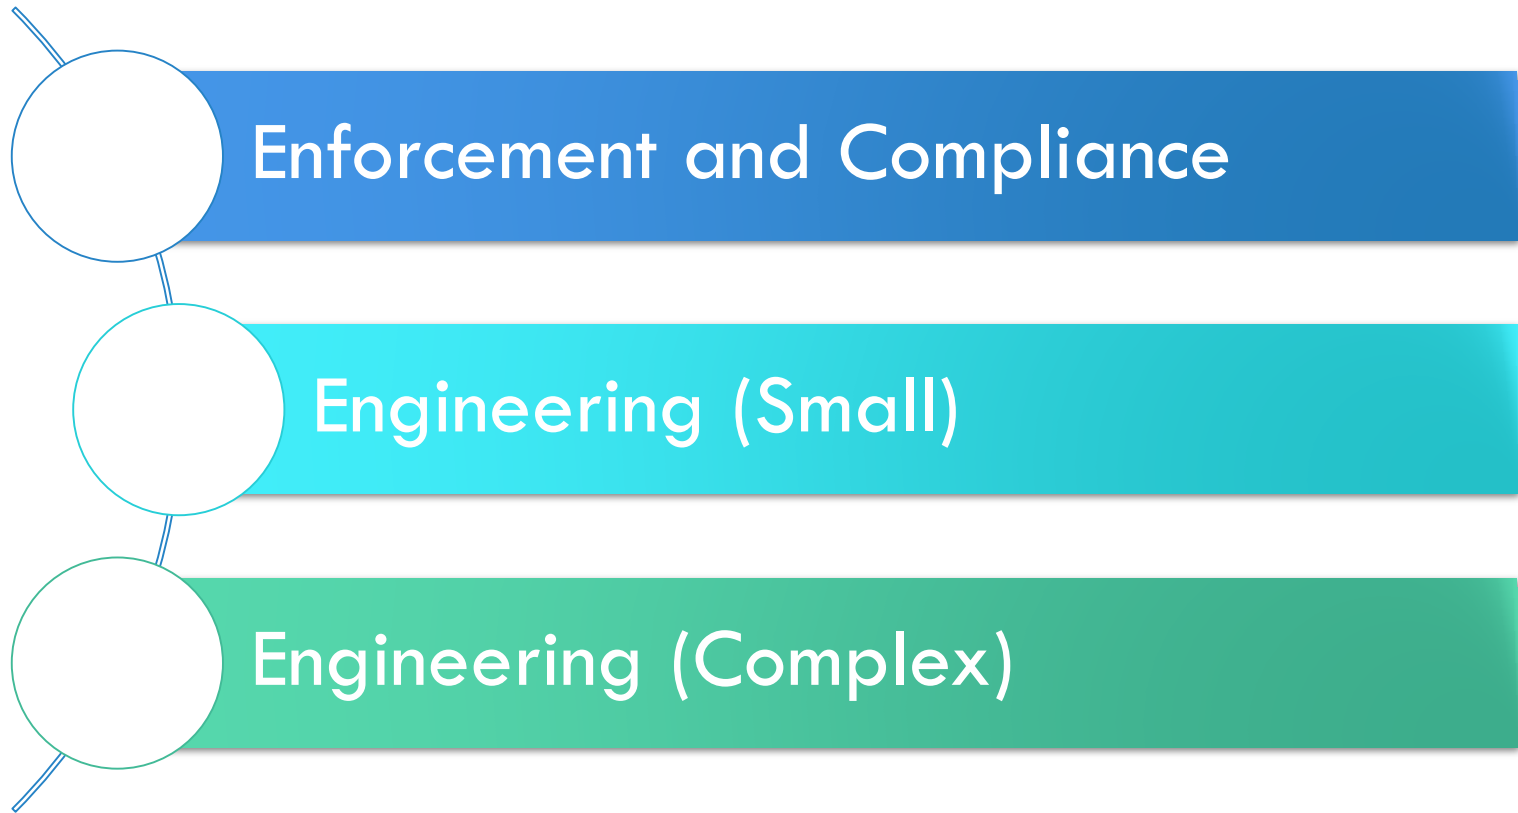 Enforcement and Compliance
Engineering (Small)
Engineering (Complex)